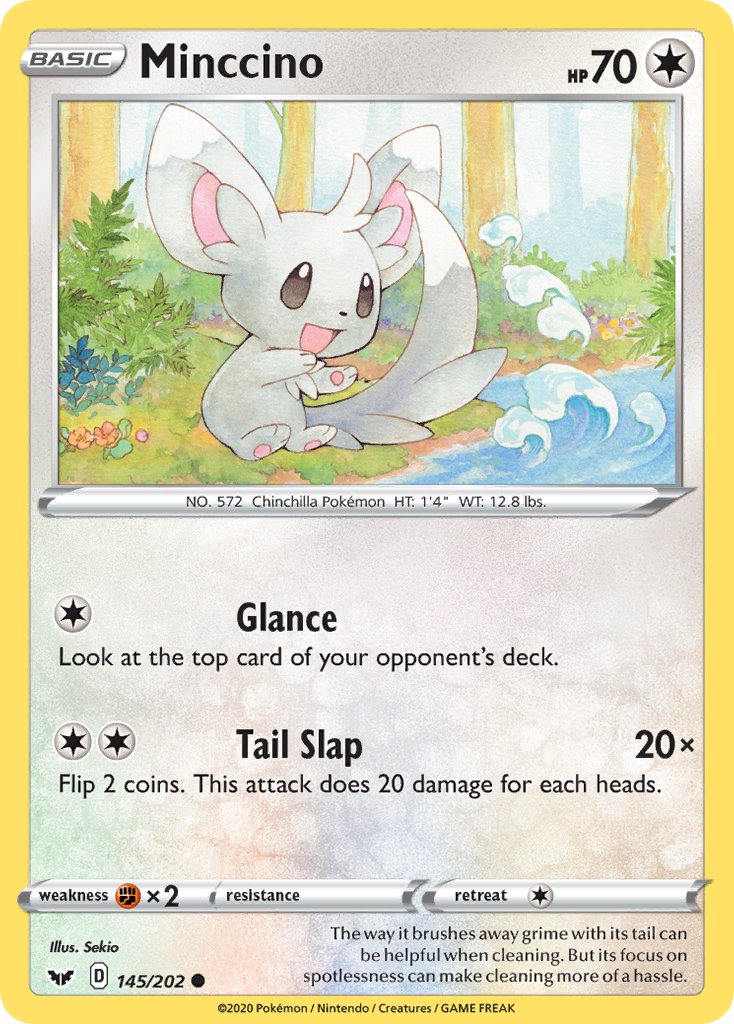 BASIC Minccino HP 70
NO. 572 Chinchilla Pokémon HT: 1'4" WT: 12.8 lbs.
Glance
Look at the top card of your opponent's deck.
Tail Slap 20×
Flip 2 coins. This attack does 20 damage for each heads.
weakness ×2 resistance retreat
Illus. Sekio
D 145/202
The way it brushes away grime with its tail can
be helpful when cleaning. But its focus on
spotlessness can make cleaning more of a hassle.
©2020 Pokémon / Nintendo / Creatures / GAME FREAK